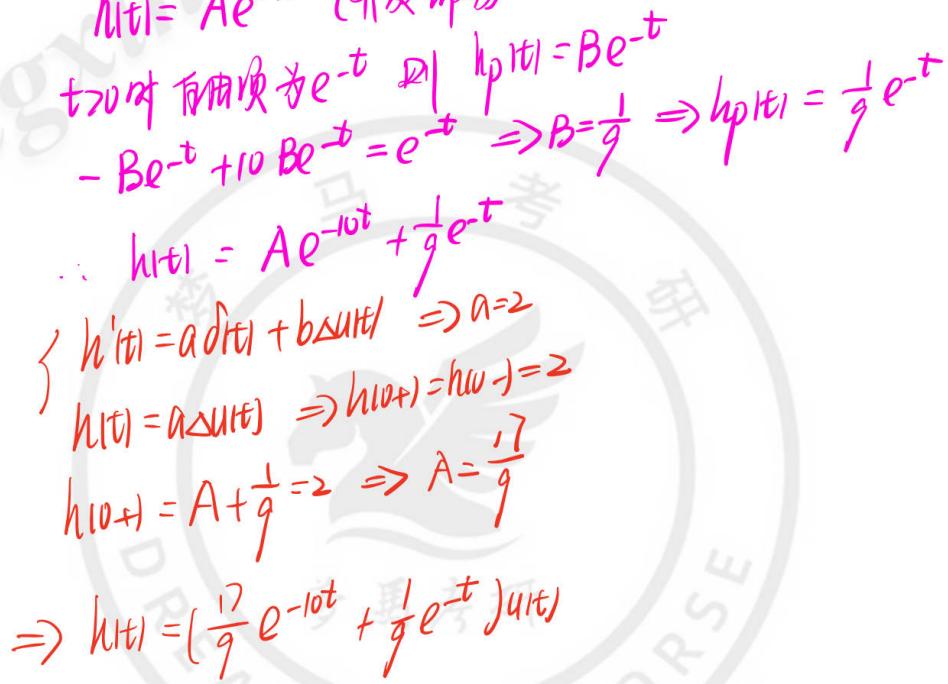 h(t) = Ae
t>0时 自由项为e^{-t} 则 h_p(t) = Be^{-t}
-Be^{-t} + 10Be^{-t} = e^{-t} ⇒ B = 1/9 ⇒ h_p(t) = 1/9 e^{-t}
∴ h(t) = Ae^{-10t} + 1/9 e^{-t}
{ h'(t) = aδ(t) + bΔu(t) ⇒ a=2
h(t) = aΔu(t) ⇒ h(0+) = h(0-) = 2
h(0+) = A + 1/9 = 2 ⇒ A = 17/9
⇒ h(t) = (17/9 e^{-10t} + 1/9 e^{-t})u(t)